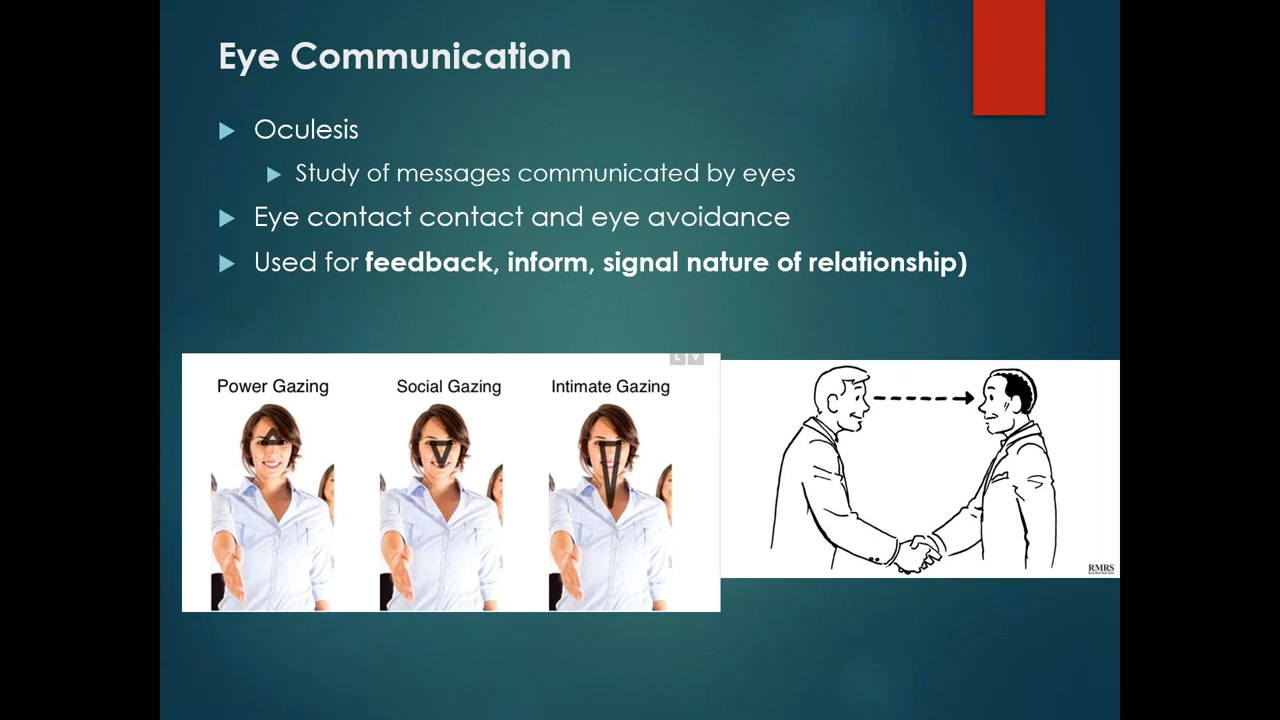 Eye Communication
Oculesis
Study of messages communicated by eyes
Eye contact contact and eye avoidance
Used for feedback, inform, signal nature of relationship)
Power Gazing
Social Gazing
Intimate Gazing
RMRS